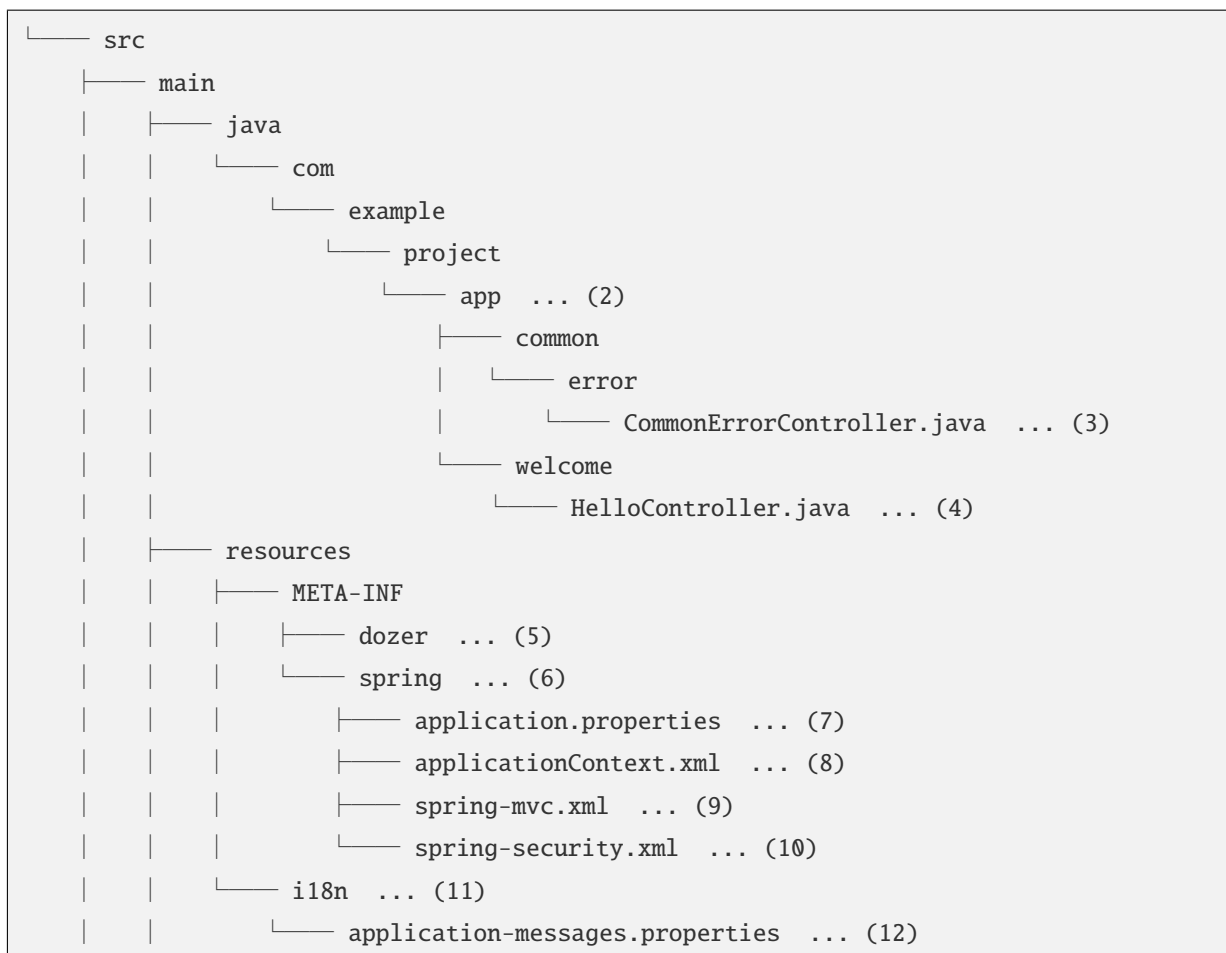 └──── src
    ├──── main
    │   ├──── java
    │   │   └──── com
    │   │       └──── example
    │   │           └──── project
    │   │               └──── app  ... (2)
    │   │                   ├──── common
    │   │                   │   └──── error
    │   │                   │       └──── CommonErrorController.java  ... (3)
    │   │                   └──── welcome
    │   │                       └──── HelloController.java  ... (4)
    │   ├──── resources
    │   │   ├──── META-INF
    │   │   │   ├──── dozer  ... (5)
    │   │   │   └──── spring  ... (6)
    │   │   │       ├──── application.properties  ... (7)
    │   │   │       ├──── applicationContext.xml  ... (8)
    │   │   │       ├──── spring-mvc.xml  ... (9)
    │   │   │       └──── spring-security.xml  ... (10)
    │   │   └──── i18n  ... (11)
    │   │       └──── application-messages.properties  ... (12)